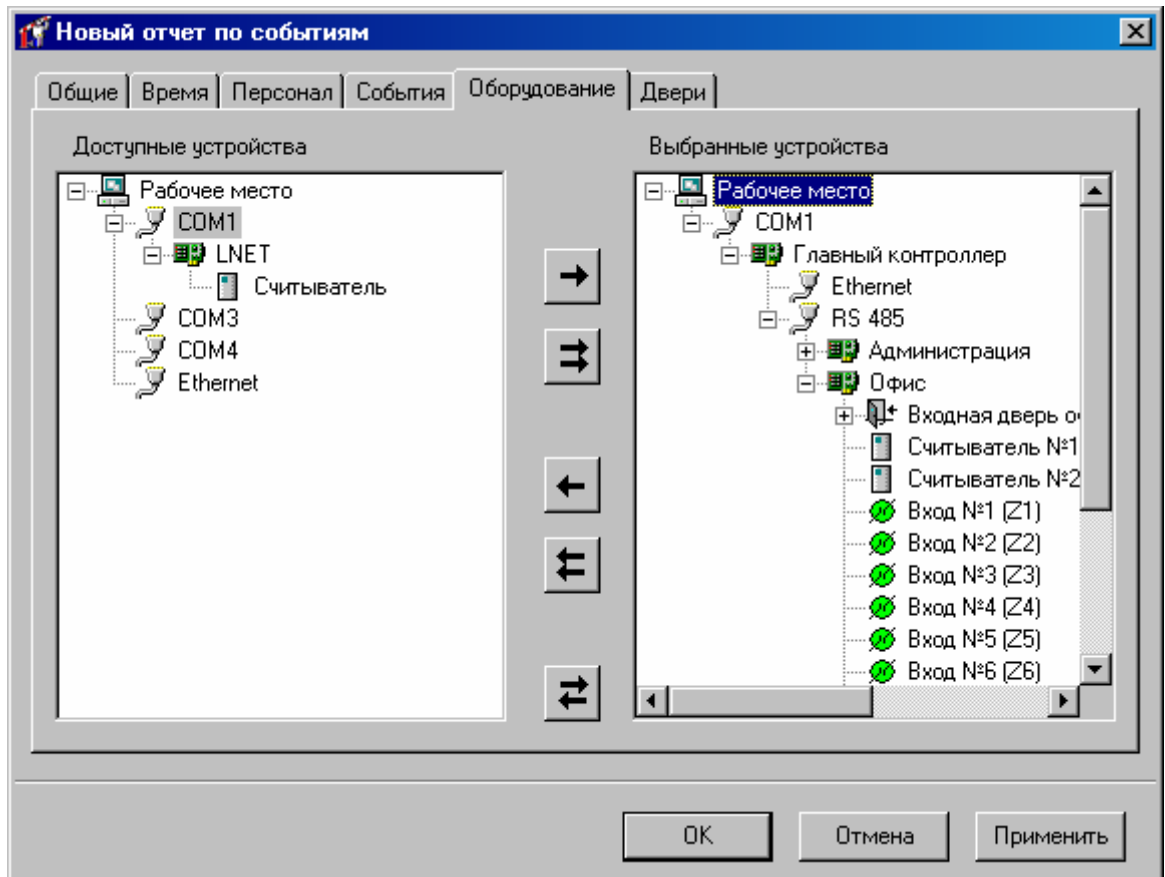 Новый отчет по событиям
Общие Время Персонал События Оборудование Двери
Доступные устройства
Рабочее место
COM1
LNET
Считыватель
COM3
COM4
Ethernet
Выбранные устройства
Рабочее место
COM1
Главный контроллер
Ethernet
RS 485
Администрация
Офис
Входная дверь о
Считыватель №1
Считыватель №2
Вход №1 (Z1)
Вход №2 (Z2)
Вход №3 (Z3)
Вход №4 (Z4)
Вход №5 (Z5)
Вход №6 (Z6)
OK Отмена Применить